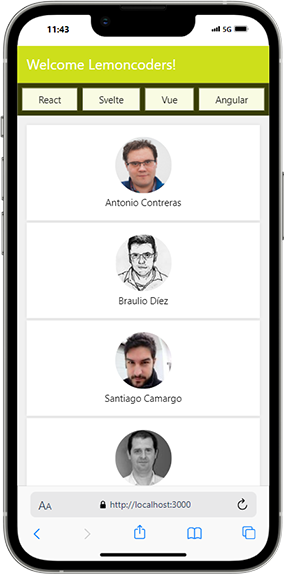 11:43
5G
Welcome Lemoncoders!
React Svelte Vue Angular
Antonio Contreras
Braulio Díez
Santiago Camargo
AA http://localhost:3000